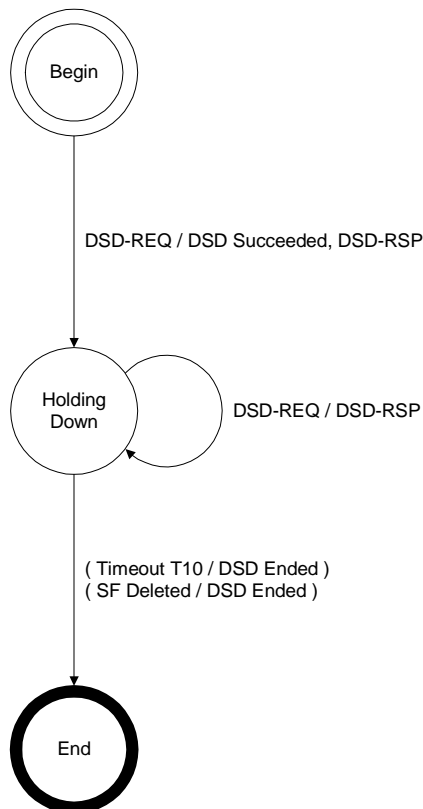 Begin
DSD-REQ / DSD Succeeded, DSD-RSP
Holding
Down
DSD-REQ / DSD-RSP
( Timeout T10 / DSD Ended )
( SF Deleted / DSD Ended )
End